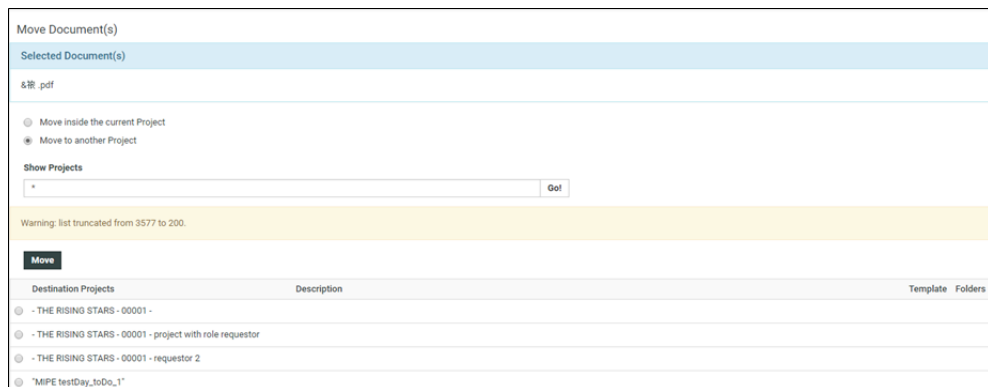 Move Document(s)
Selected Document(s)
.pdf
Move inside the current Project
Move to another Project
Show Projects
*
Go!
Warning: list truncated from 3577 to 200.
Move
Destination Projects Description Template Folders
- THE RISING STARS - 00001 -
- THE RISING STARS - 00001 - project with role requestor
- THE RISING STARS - 00001 - requestor 2
"MIPE testDay_toDo_1"